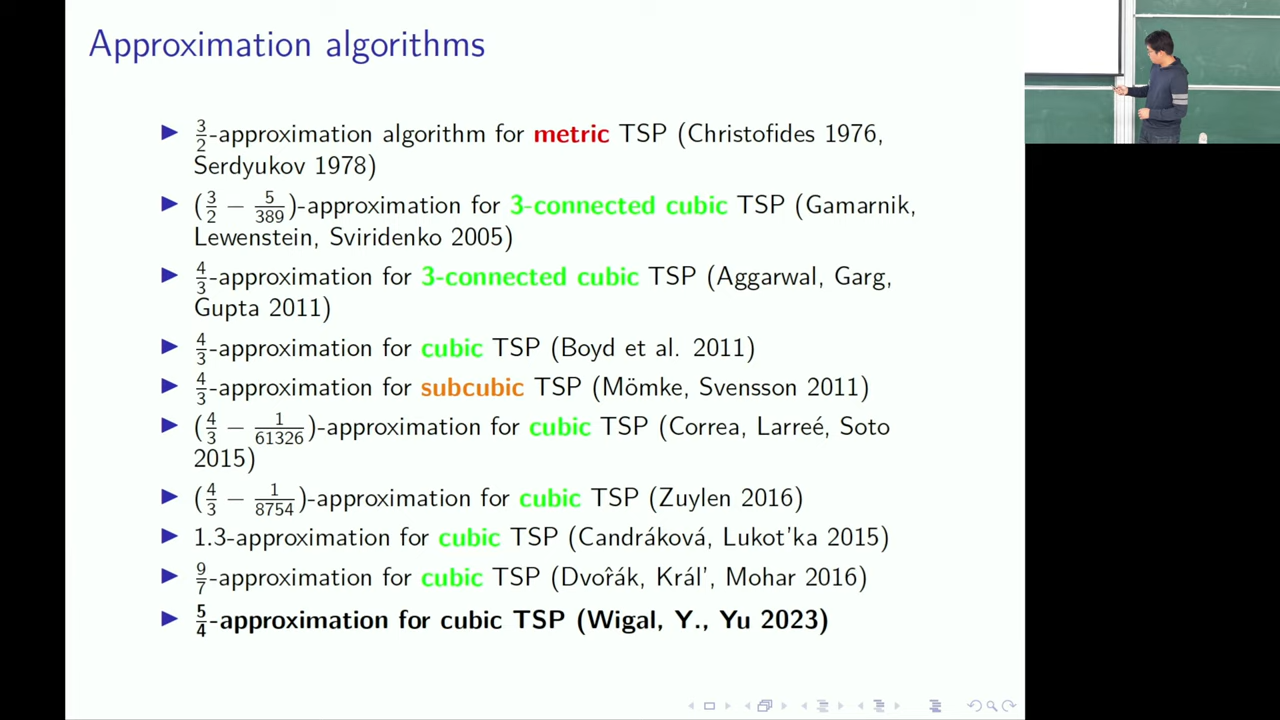 Approximation algorithms
▶ 3/2-approximation algorithm for metric TSP (Christofides 1976,
Serdyukov 1978)
▶ (3/2 − 5/389)-approximation for 3-connected cubic TSP (Gamarnik,
Lewenstein, Sviridenko 2005)
▶ 4/3-approximation for 3-connected cubic TSP (Aggarwal, Garg,
Gupta 2011)
▶ 4/3-approximation for cubic TSP (Boyd et al. 2011)
▶ 4/3-approximation for subcubic TSP (Mömke, Svensson 2011)
▶ (4/3 − 1/61326)-approximation for cubic TSP (Correa, Larreé, Soto
2015)
▶ (4/3 − 1/8754)-approximation for cubic TSP (Zuylen 2016)
▶ 1.3-approximation for cubic TSP (Candráková, Lukot'ka 2015)
▶ 9/7-approximation for cubic TSP (Dvor̂ák, Král', Mohar 2016)
▶ 5/4-approximation for cubic TSP (Wigal, Y., Yu 2023)